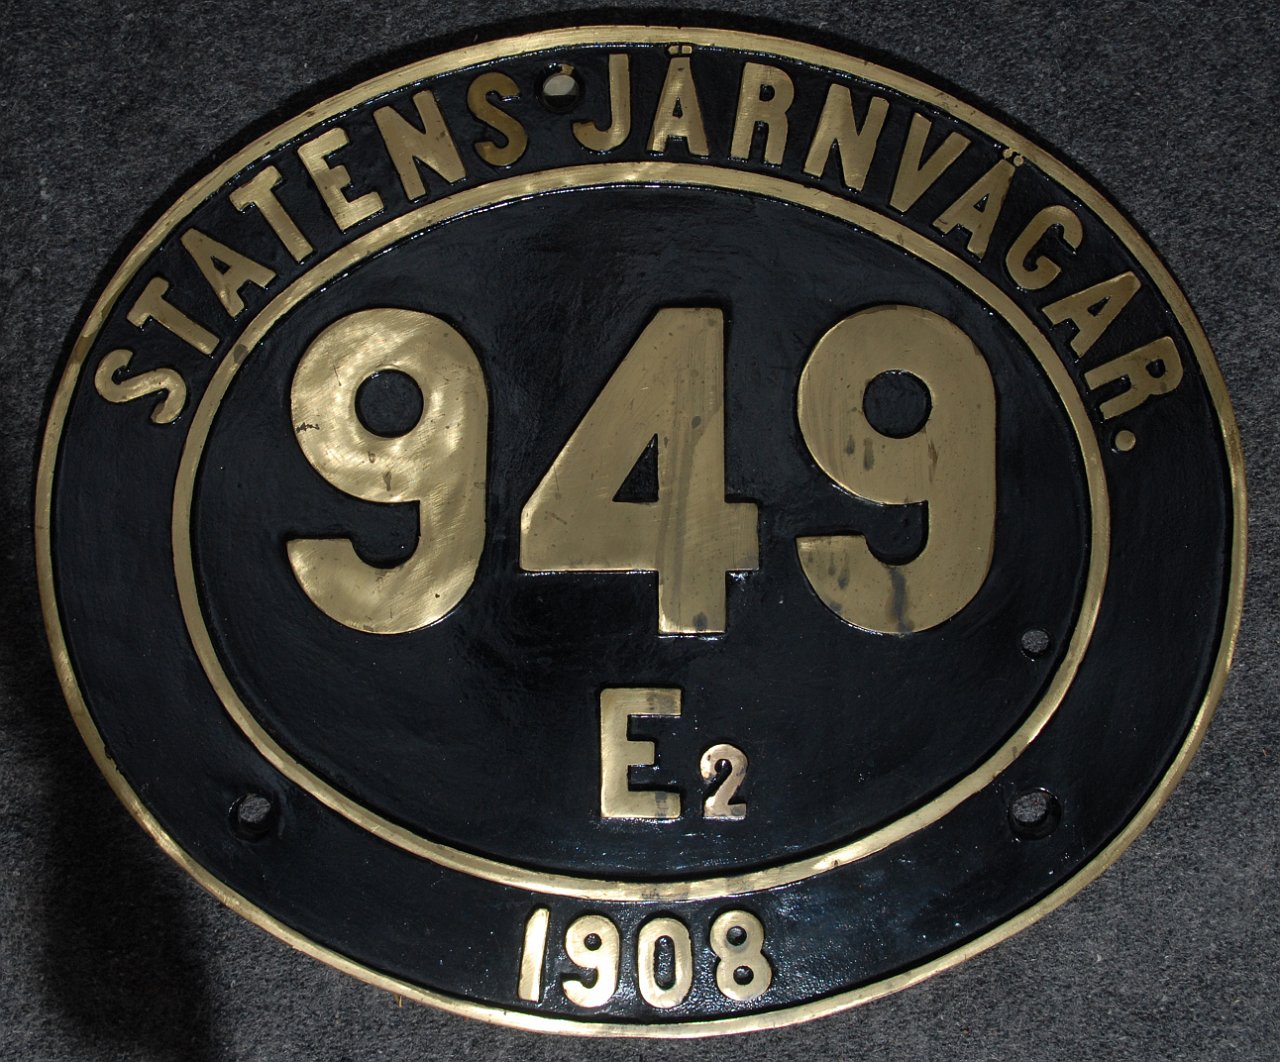 STATENS JÄRNVÄGAR.
949
E2
1908